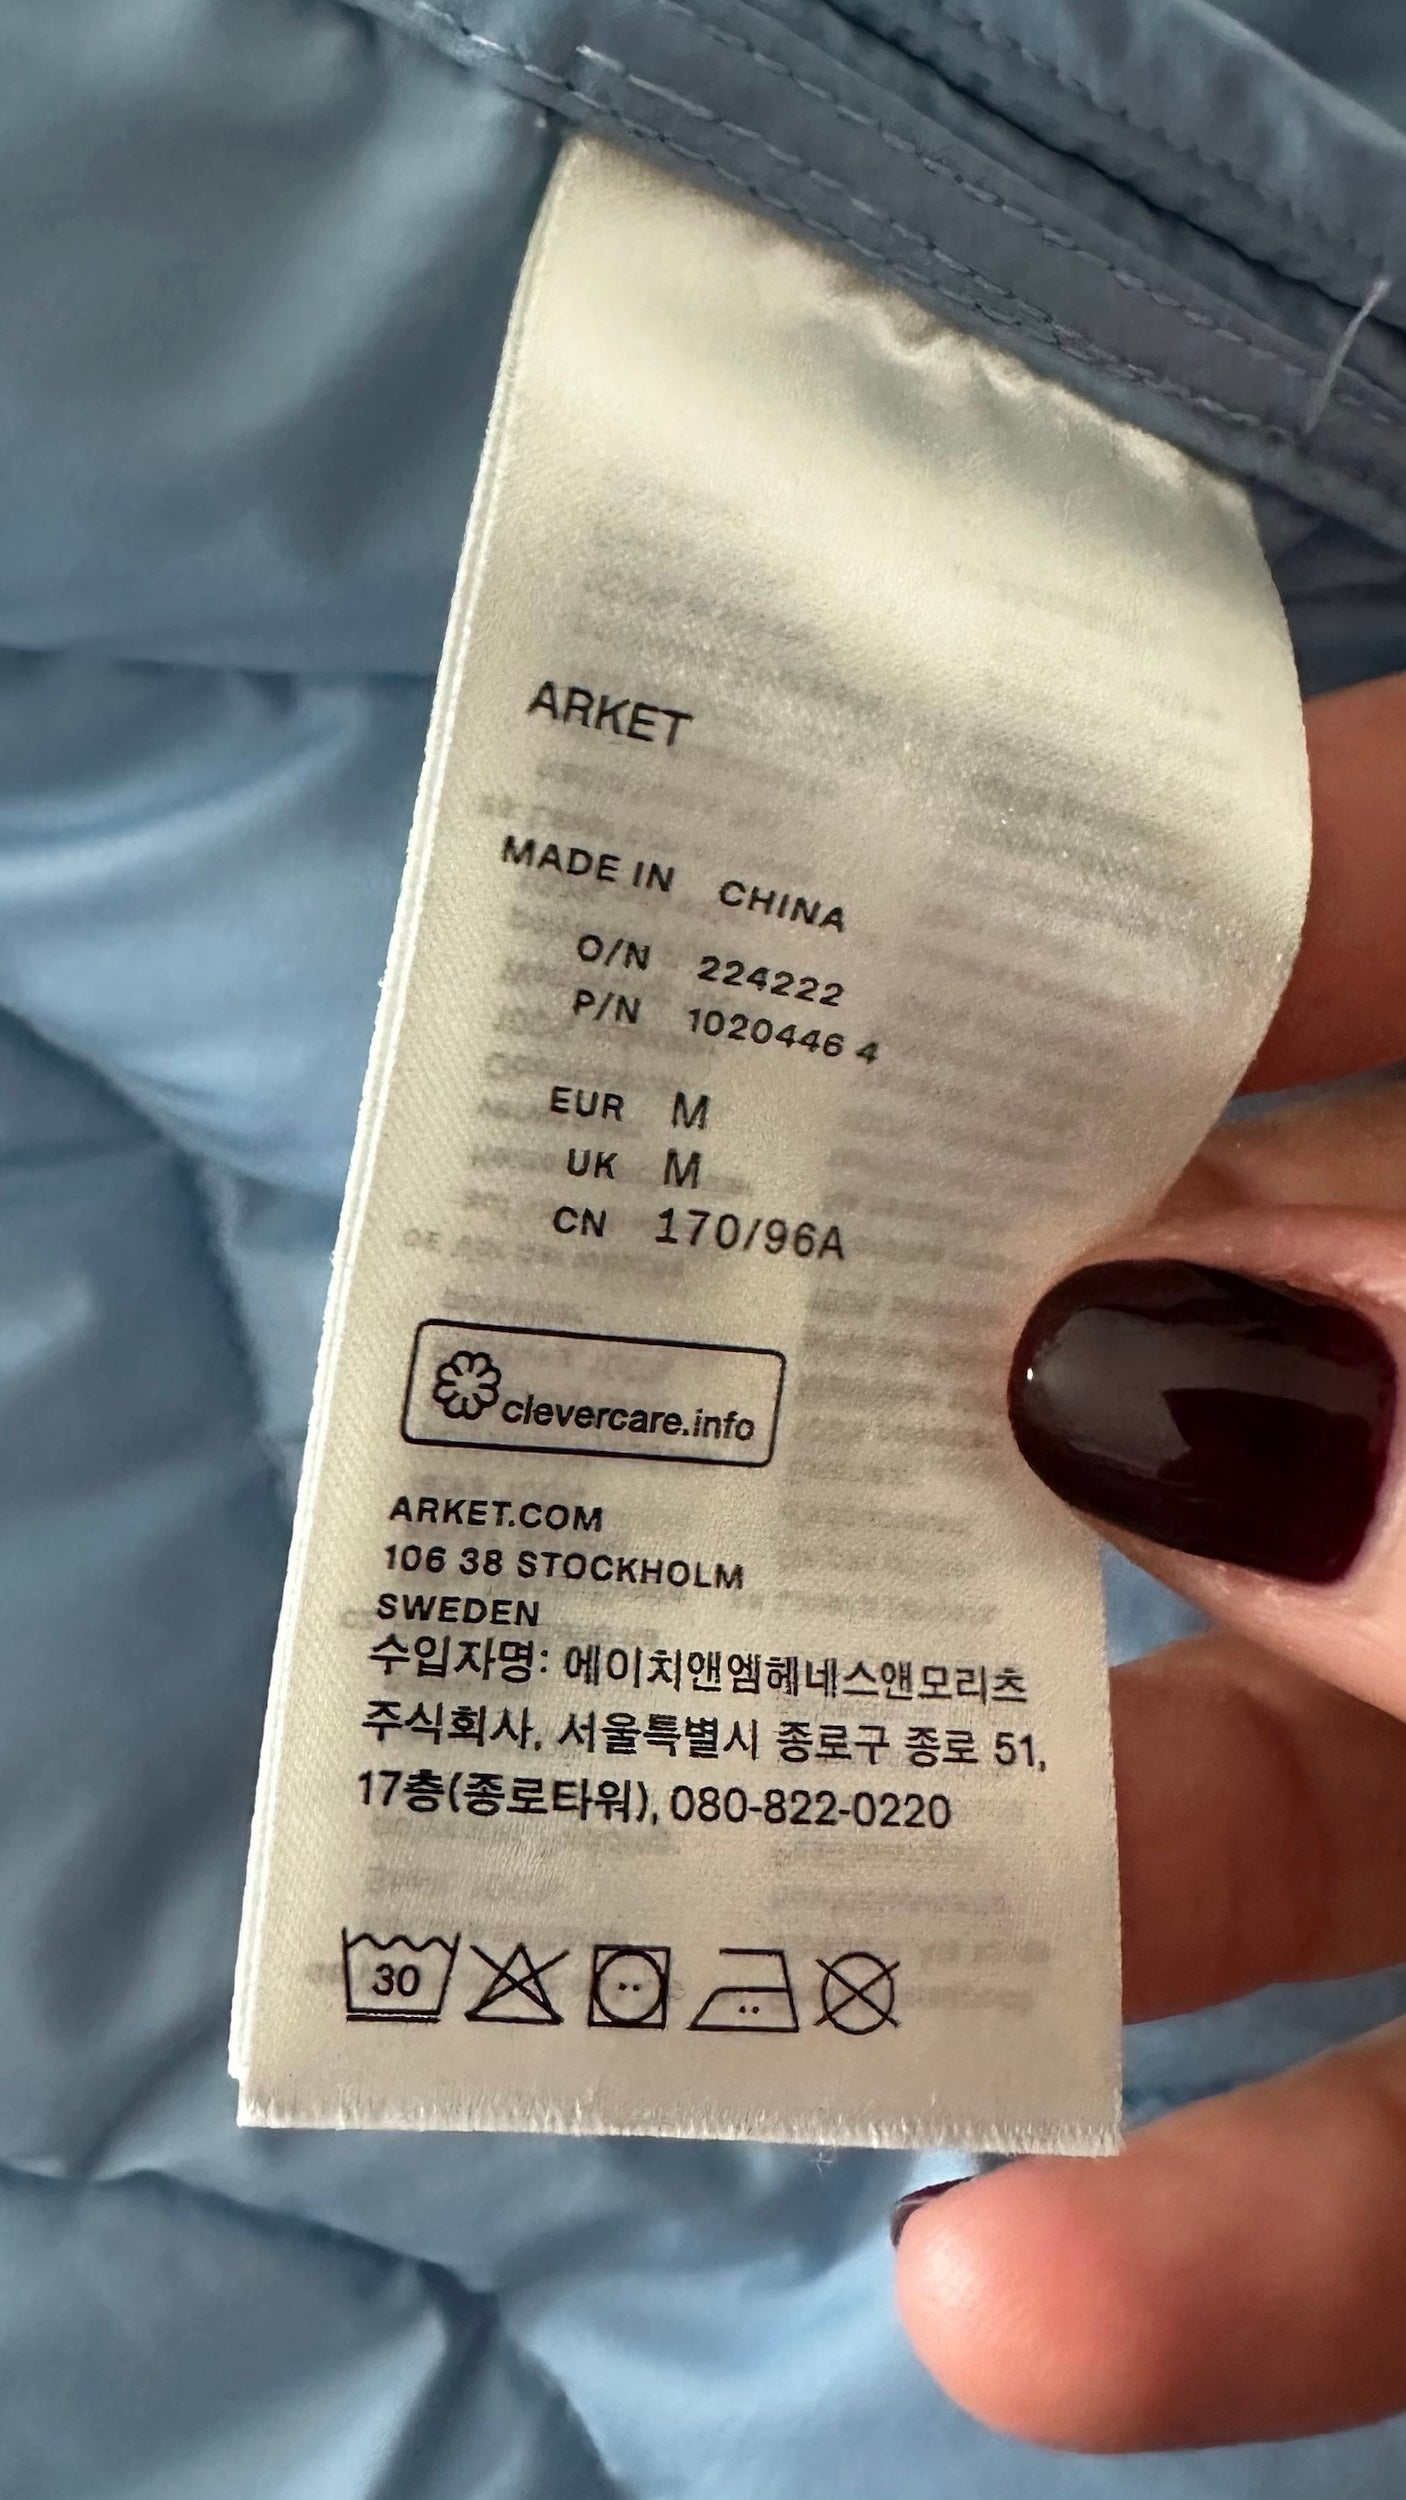 ARKET
MADE IN CHINA
O/N 224222
P/N 1020446 4
EUR M
UK M
CN 170/96A
clevercare.info
ARKET.COM
106 38 STOCKHOLM
SWEDEN
수입자명: 에이치앤엠헤네스앤모리츠
주식회사, 서울특별시 종로구 종로 51,
17층(종로타워), 080-822-0220
30